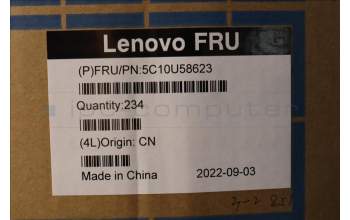 Lenovo FRU
(P)FRU/PN:5C10U58623
Quantity:234
(4L)Origin: CN
Made in China 2022-09-03